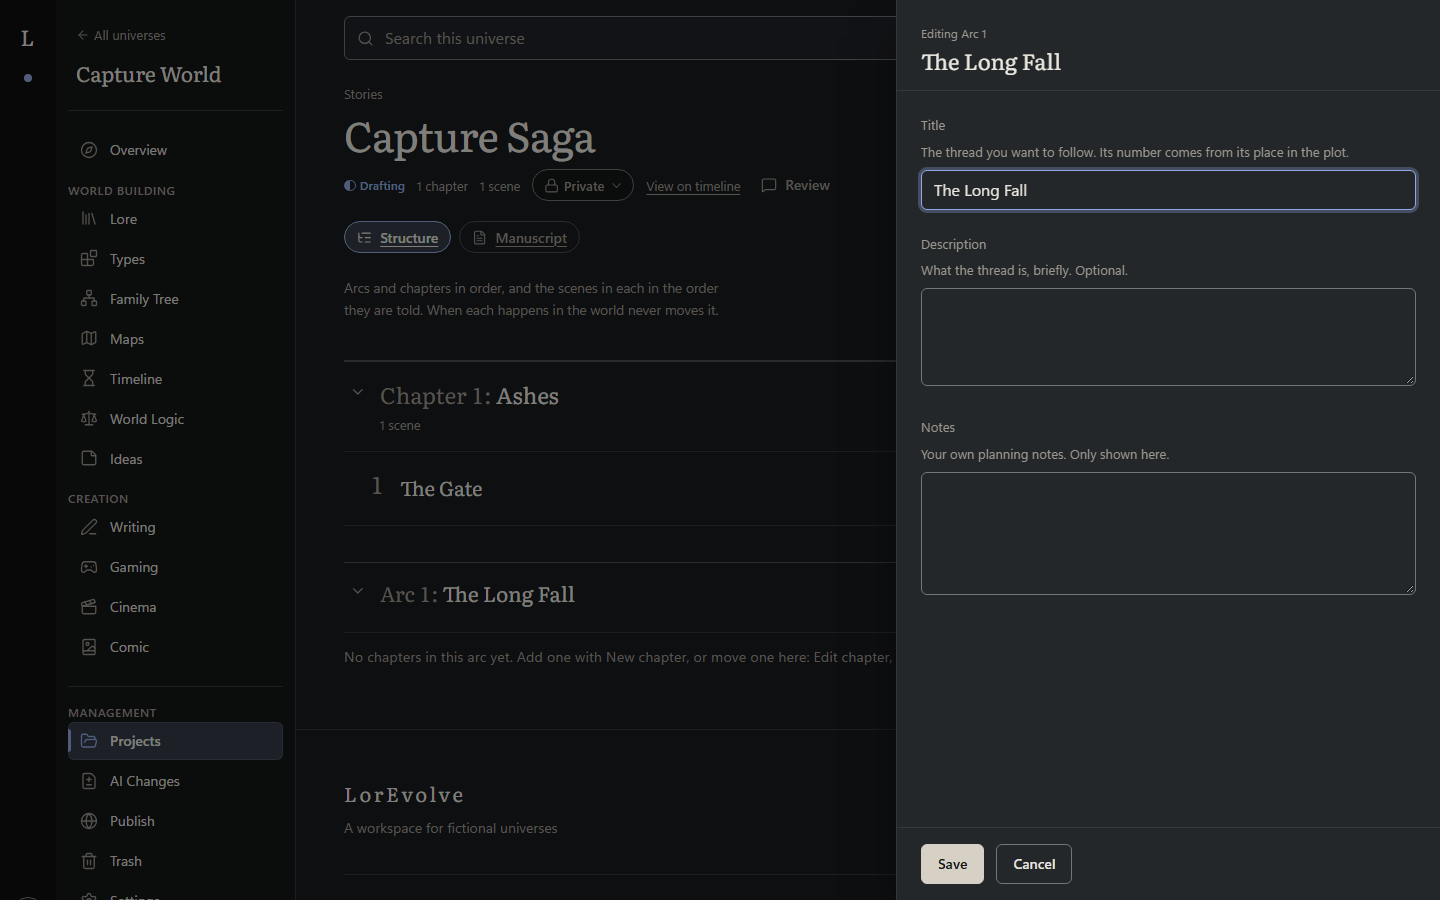 L
All universes
Capture World
Overview
WORLD BUILDING
Lore
Types
Family Tree
Maps
Timeline
World Logic
Ideas
CREATION
Writing
Gaming
Cinema
Comic
MANAGEMENT
Projects
AI Changes
Publish
Trash
Settings
Search this universe
Stories
Capture Saga
Drafting 1 chapter 1 scene Private View on timeline Review
Structure Manuscript
Arcs and chapters in order, and the scenes in each in the order
they are told. When each happens in the world never moves it.
Chapter 1: Ashes
1 scene
1 The Gate
Arc 1: The Long Fall
No chapters in this arc yet. Add one with New chapter, or move one here: Edit chapter,
LorEvolve
A workspace for fictional universes
Editing Arc 1
The Long Fall
Title
The thread you want to follow. Its number comes from its place in the plot.
The Long Fall
Description
What the thread is, briefly. Optional.
Notes
Your own planning notes. Only shown here.
Save Cancel